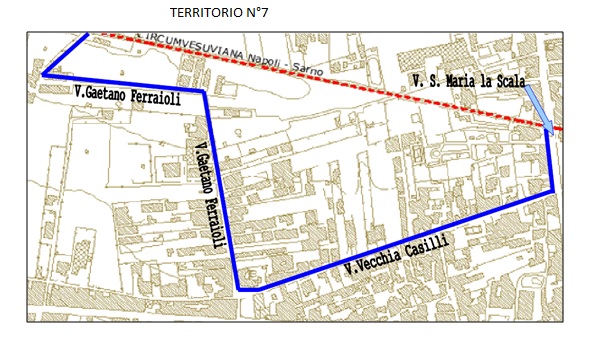 TERRITORIO N°7
CIRCUMVESUVIANA Napoli - Sarno
V. S. Maria la Scala
V.Gaetano Ferraioli
V.Gaetano Ferraioli
V.Vecchia Casilli